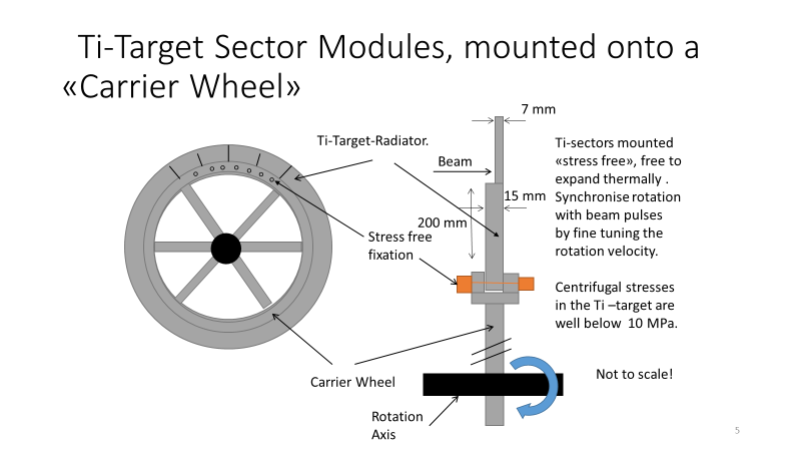 Ti-Target Sector Modules, mounted onto a
«Carrier Wheel»
7 mm
Ti-Target-Radiator.
Beam
15 mm
200 mm
Stress free
fixation
Carrier Wheel
Rotation
Axis
Ti-sectors mounted
«stress free», free to
expand thermally .
Synchronise rotation
with beam pulses
by fine tuning the
rotation velocity.
Centrifugal stresses
in the Ti –target are
well below 10 MPa.
Not to scale!
5